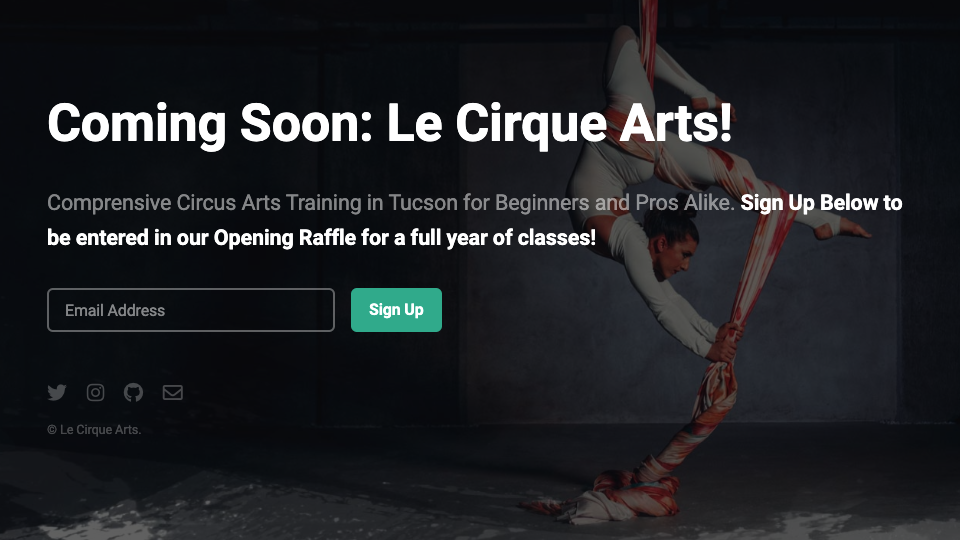 Coming Soon: Le Cirque Arts!
Comprensive Circus Arts Training in Tucson for Beginners and Pros Alike. Sign Up Below to
be entered in our Opening Raffle for a full year of classes!
Email Address
Sign Up
© Le Cirque Arts.